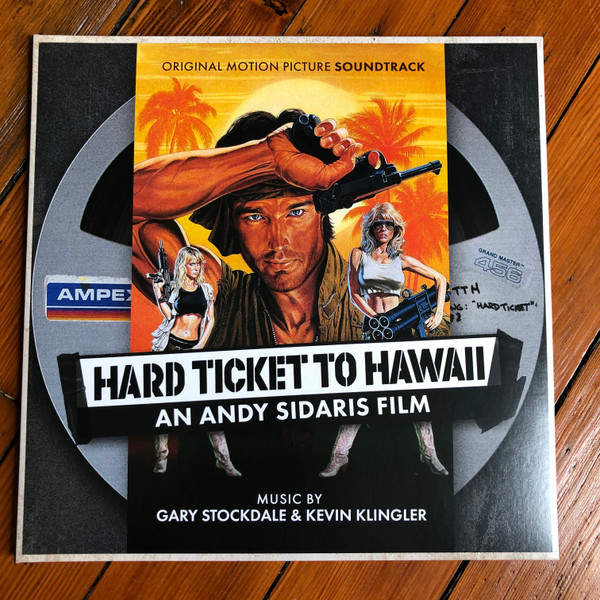 ORIGINAL MOTION PICTURE SOUNDTRACK
GRAND MASTER™
456
AMPEX
"HARD TICKET"
HARD TICKET TO HAWAII
AN ANDY SIDARIS FILM
MUSIC BY
GARY STOCKDALE & KEVIN KLINGLER